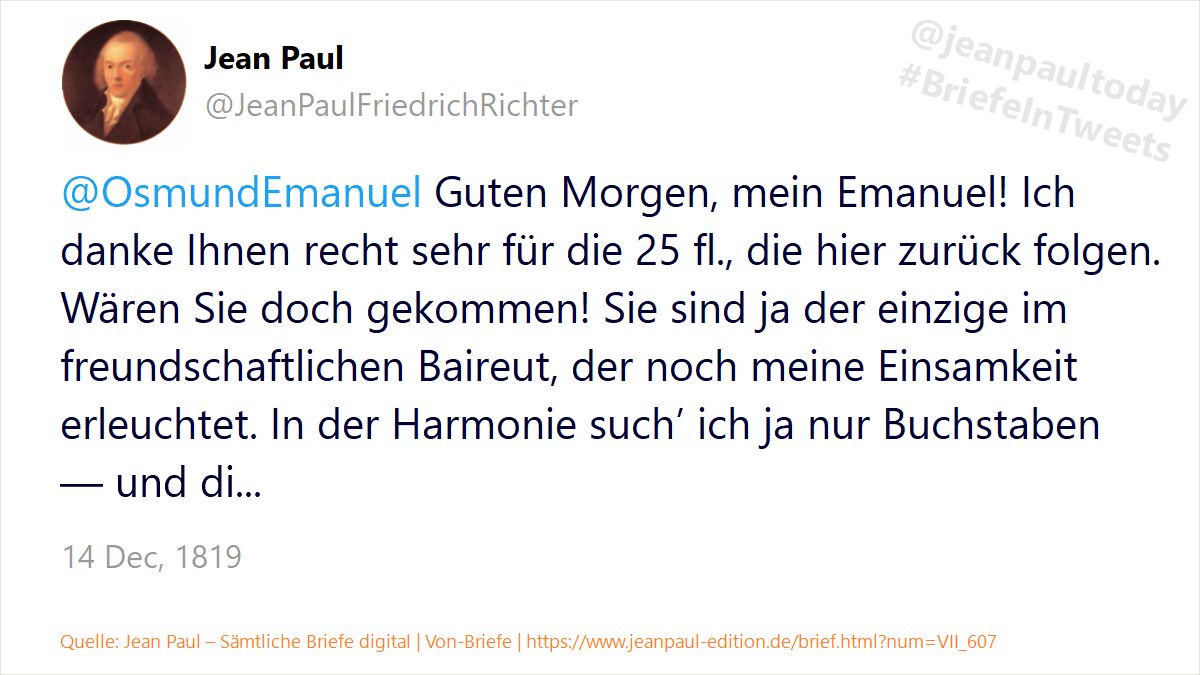 Jean Paul
@JeanPaulFriedrichRichter
@jeanpaultoday
#BriefeInTweets
@OsmundEmanuel Guten Morgen, mein Emanuel! Ich
danke Ihnen recht sehr für die 25 fl., die hier zurück folgen.
Wären Sie doch gekommen! Sie sind ja der einzige im
freundschaftlichen Baireut, der noch meine Einsamkeit
erleuchtet. In der Harmonie such’ ich ja nur Buchstaben
— und di...
14 Dec, 1819
Quelle: Jean Paul – Sämtliche Briefe digital | Von-Briefe | https://www.jeanpaul-edition.de/brief.html?num=VII_607